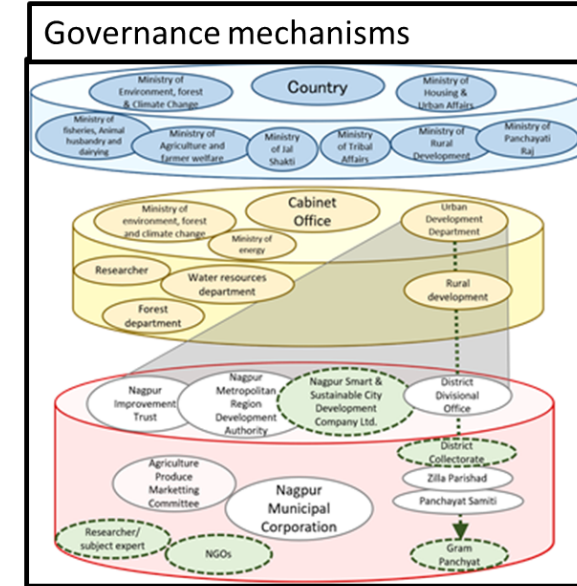 Governance mechanisms
Ministry of
Environment, forest
& Climate Change
Country
Ministry of
Housing &
Urban Affairs
Ministry of
fisheries, Animal
husbandry and
dairying
Ministry of
Agriculture and
farmer welfare
Ministry
of Jal
Shakti
Ministry of
Tribal
Affairs
Ministry of
Rural
Development
Ministry of
Panchayati
Raj
Ministry of
environment, forest
and climate change
Cabinet
Office
Urban
Development
Department
Ministry of
energy
Researcher
Water resources
department
Rural
development
Forest
department
Nagpur
Improvement
Trust
Nagpur
Metropolitan
Region
Development
Authority
Nagpur Smart &
Sustainable City
Development
Company Ltd.
District
Divisional
Office
District
Collectorate
Agriculture
Produce
Marketting
Committee
Nagpur
Municipal
Corporation
Zilla Parishad
Panchayat Samiti
Researcher/
subject expert
NGOs
Gram
Panchyat